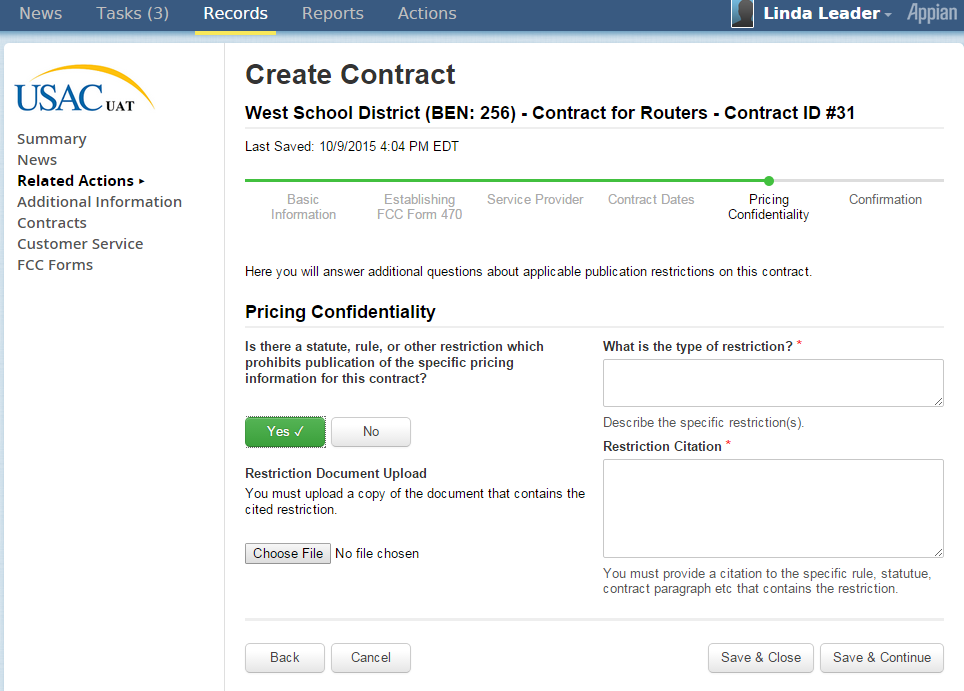 News Tasks (3) Records Reports Actions Linda Leader Appian
USAC UAT
Summary
News
Related Actions ▸
Additional Information
Contracts
Customer Service
FCC Forms
Create Contract
West School District (BEN: 256) - Contract for Routers - Contract ID #31
Last Saved: 10/9/2015 4:04 PM EDT
Basic
Information
Establishing
FCC Form 470
Service Provider
Contract Dates
Pricing
Confidentiality
Confirmation
Here you will answer additional questions about applicable publication restrictions on this contract.
Pricing Confidentiality
Is there a statute, rule, or other restriction which
prohibits publication of the specific pricing
information for this contract?
Yes ✓ No
Restriction Document Upload
You must upload a copy of the document that contains the
cited restriction.
Choose File No file chosen
What is the type of restriction? *
Describe the specific restriction(s).
Restriction Citation *
You must provide a citation to the specific rule, statutue,
contract paragraph etc that contains the restriction.
Back Cancel Save & Close Save & Continue